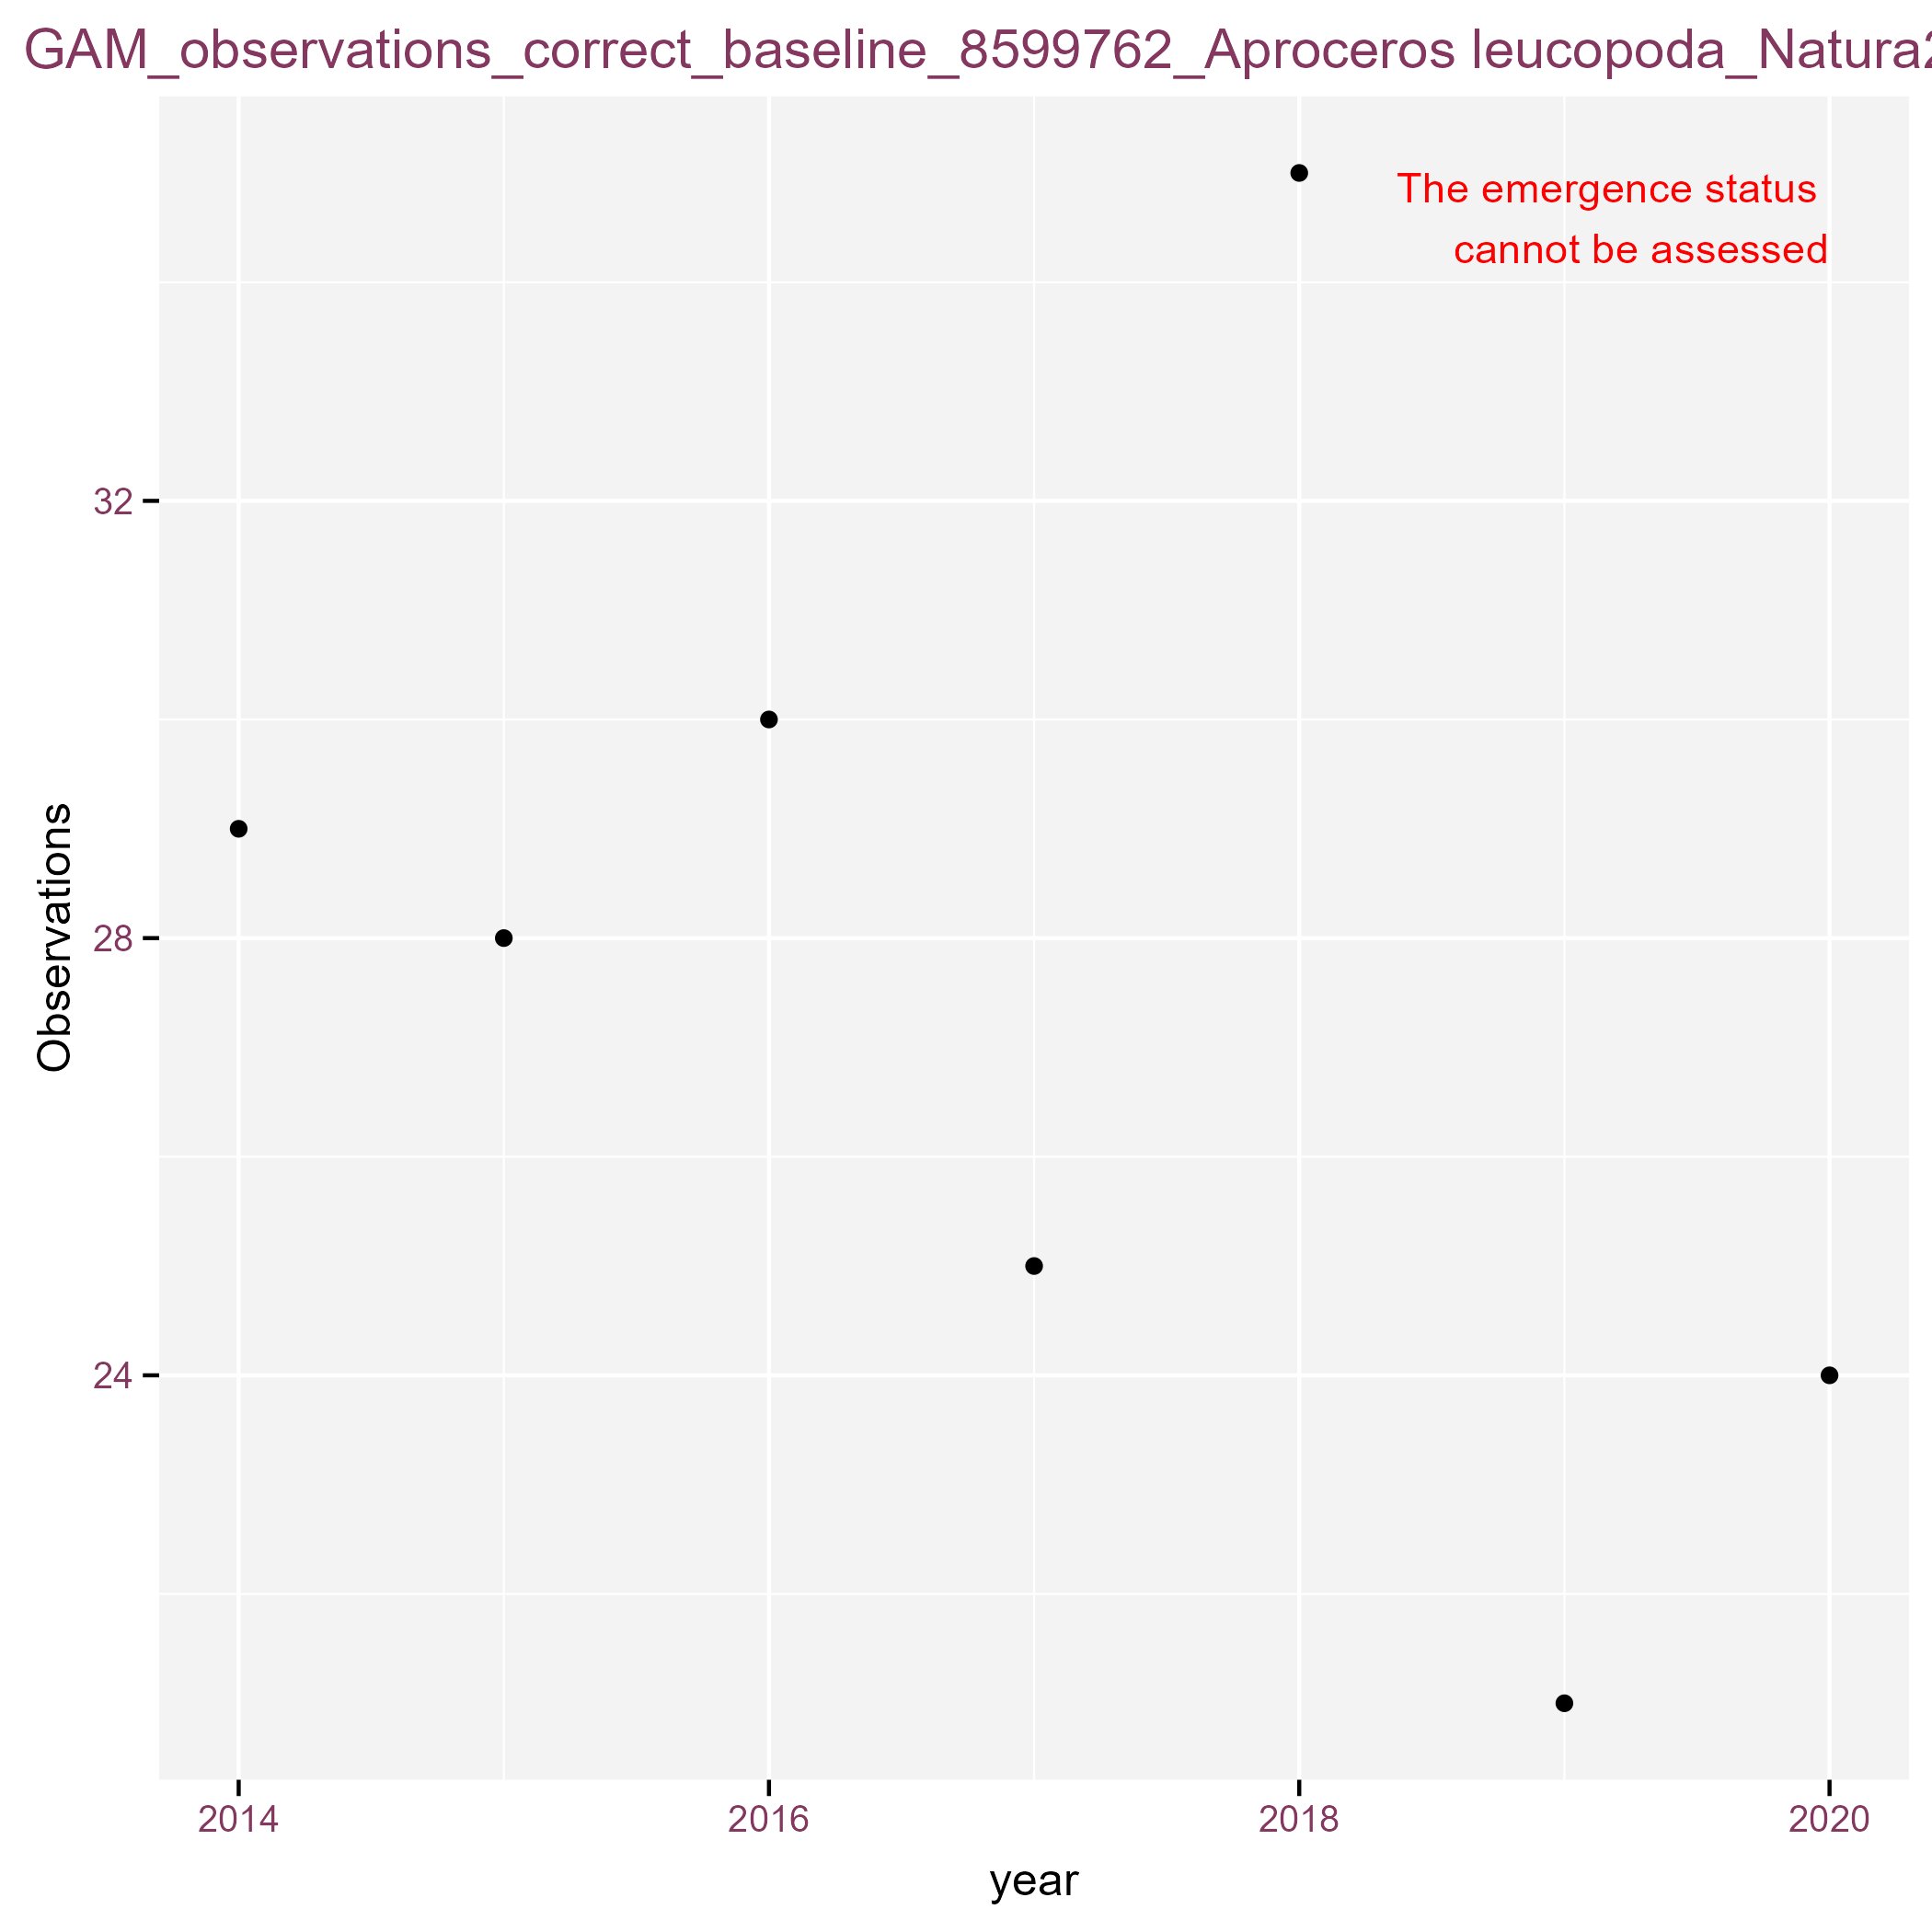 GAM_observations_correct_baseline_8599762_Aproceros leucopoda_Natura2
The emergence status
cannot be assessed
32
28
24
Observations
2014 2016 2018 2020
year